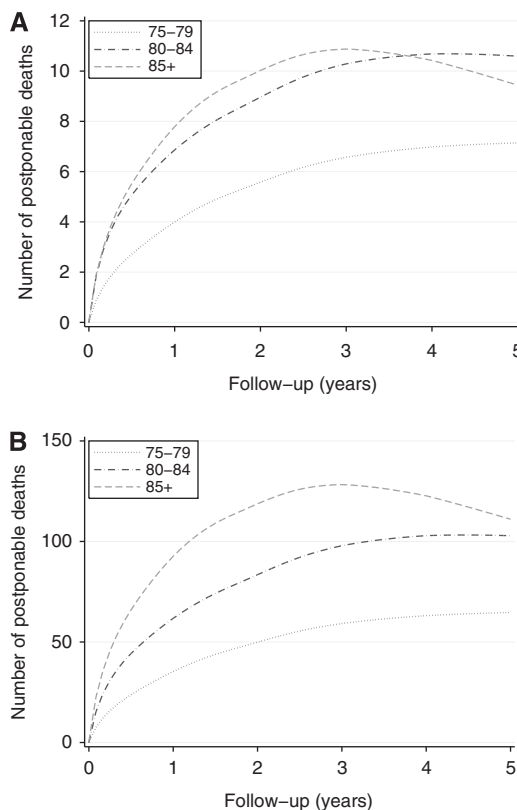 A
75–79
80–84
85+
Number of postponable deaths
12
10
8
6
4
2
0
0 1 2 3 4 5
Follow–up (years)
B
75–79
80–84
85+
Number of postponable deaths
150
100
50
0
0 1 2 3 4 5
Follow–up (years)